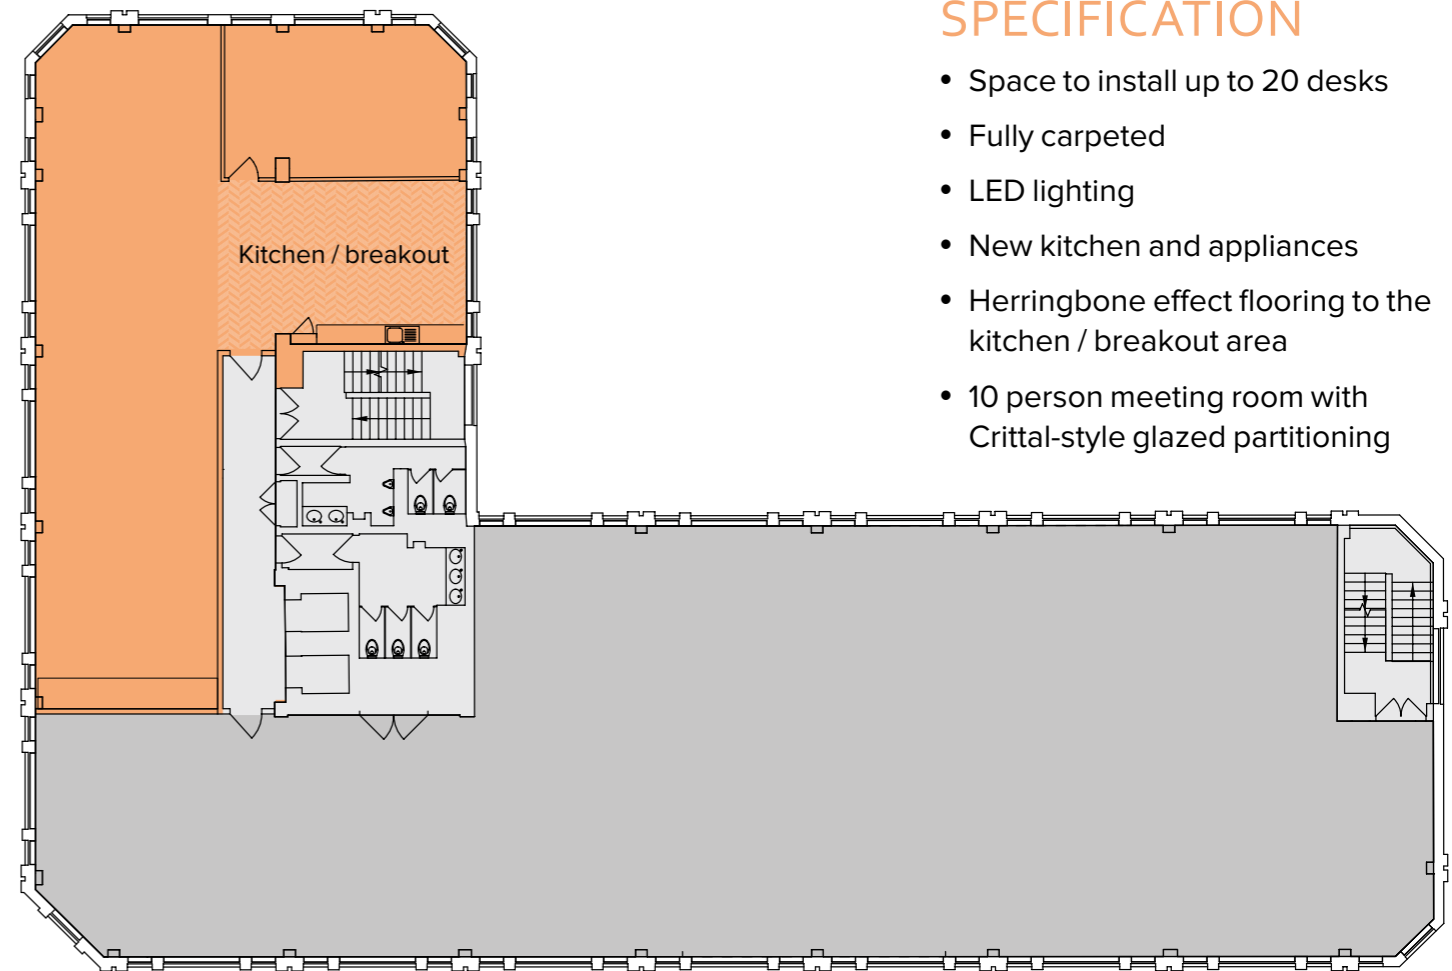 SPECIFICATION
• Space to install up to 20 desks
• Fully carpeted
• LED lighting
• New kitchen and appliances
• Herringbone effect flooring to the
kitchen / breakout area
• 10 person meeting room with
Crittal-style glazed partitioning
Kitchen / breakout